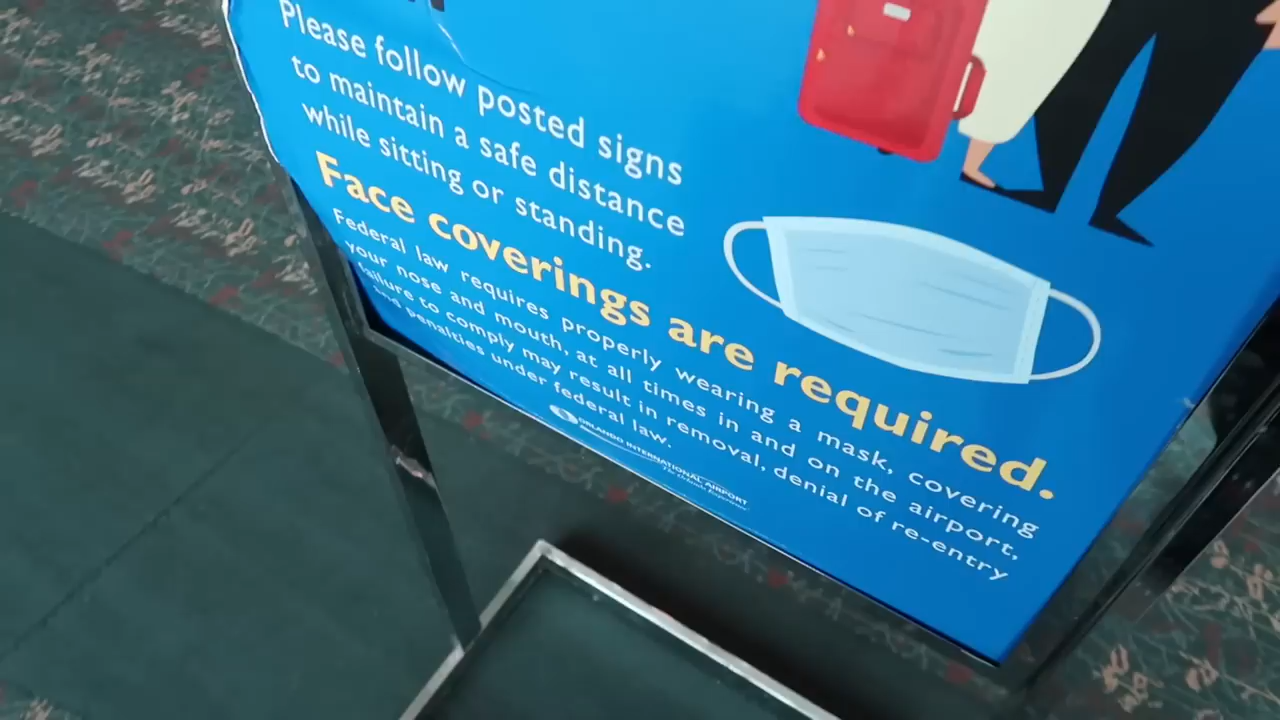 Please follow posted signs
to maintain a safe distance
while sitting or standing.
Face coverings are required.
Federal law requires properly wearing a mask, covering
your nose and mouth, at all times in and on the airport,
failure to comply may result in removal, denial of re-entry
and penalties under federal law.
ORLANDO INTERNATIONAL AIRPORT